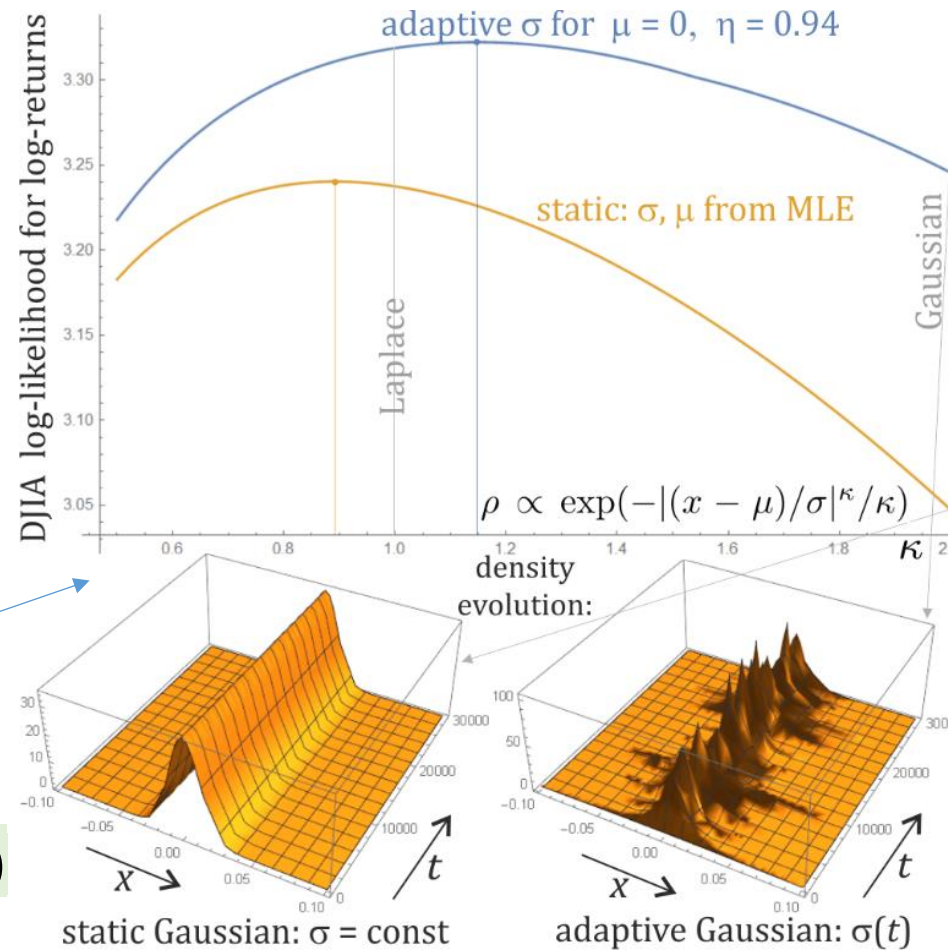 adaptive σ for μ = 0, η = 0.94
DJIA log-likelihood for log-returns
3.30
3.25
3.20
3.15
3.10
3.05
static: σ, μ from MLE
Laplace
Gaussian
ρ ∝ exp(−|(x − μ)/σ|^κ/κ)
0.6
0.8
1.0
1.2
1.4
1.6
1.8
2.
κ
density
evolution:
30
20
10
0
−0.10
−0.05
0.00
0.05
0.10
0
10000
20000
30000
x
t
static Gaussian: σ = const
100
50
0
−0.10
−0.05
0.00
0.05
0.10
0
10000
20000
300
x
t
adaptive Gaussian: σ(t)
)